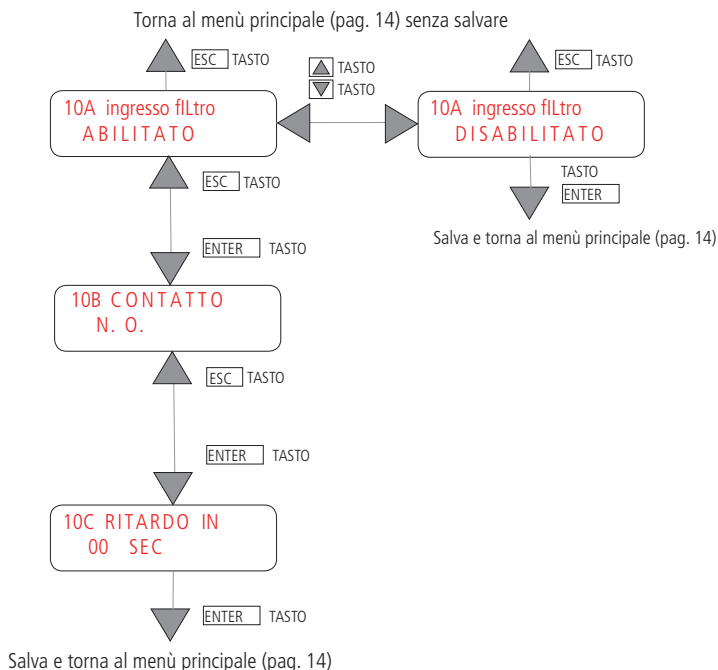 Torna al menù principale (pag. 14) senza salvare
ESC TASTO
TASTO
TASTO
ESC TASTO
10A ingresso fILtro
ABILITATO
10A ingresso fILtro
DISABILITATO
ESC TASTO
TASTO
ENTER
Salva e torna al menù principale (pag. 14)
ENTER TASTO
10B CONTATTO
N. O.
ESC TASTO
ENTER TASTO
10C RITARDO IN
00 SEC
ENTER TASTO
Salva e torna al menù principale (pag. 14)